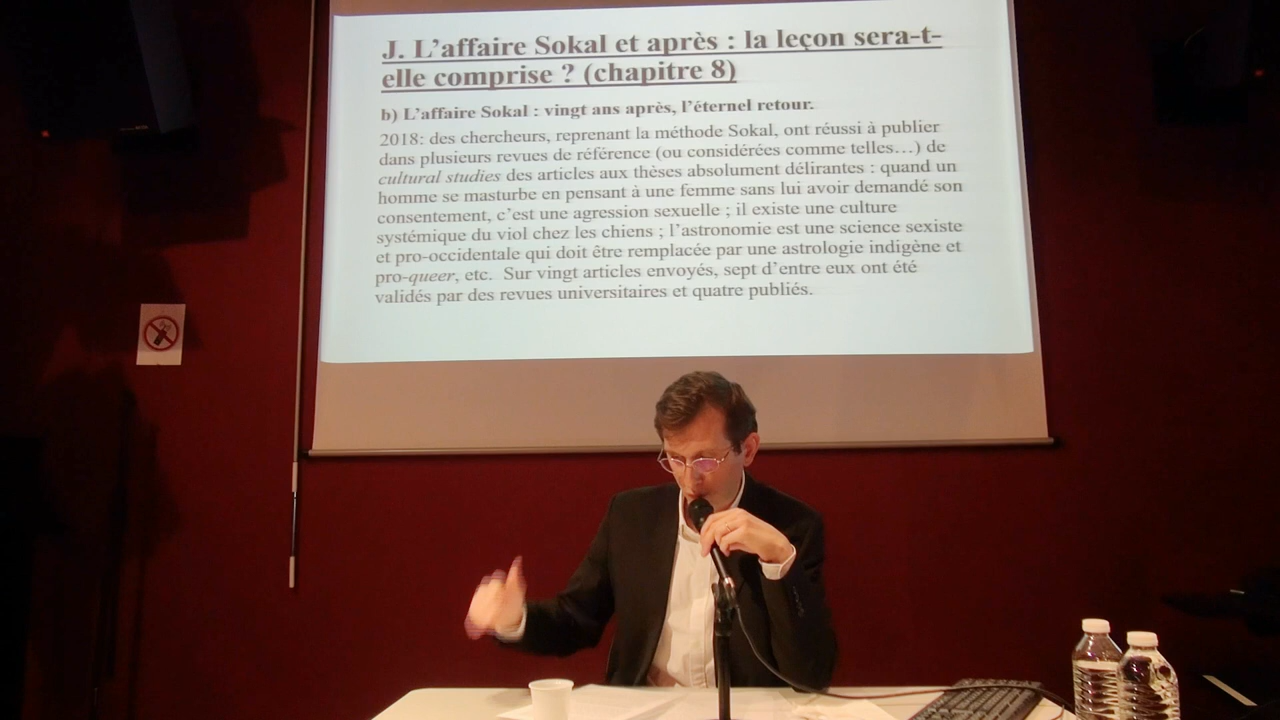 J. L’affaire Sokal et après : la leçon sera-t-
elle comprise ? (chapitre 8)
b) L’affaire Sokal : vingt ans après, l’éternel retour.
2018: des chercheurs, reprenant la méthode Sokal, ont réussi à publier
dans plusieurs revues de référence (ou considérées comme telles…) de
cultural studies des articles aux thèses absolument délirantes : quand un
homme se masturbe en pensant à une femme sans lui avoir demandé son
consentement, c’est une agression sexuelle ; il existe une culture
systémique du viol chez les chiens ; l’astronomie est une science sexiste
et pro-occidentale qui doit être remplacée par une astrologie indigène et
pro-queer, etc. Sur vingt articles envoyés, sept d’entre eux ont été
validés par des revues universitaires et quatre publiés.